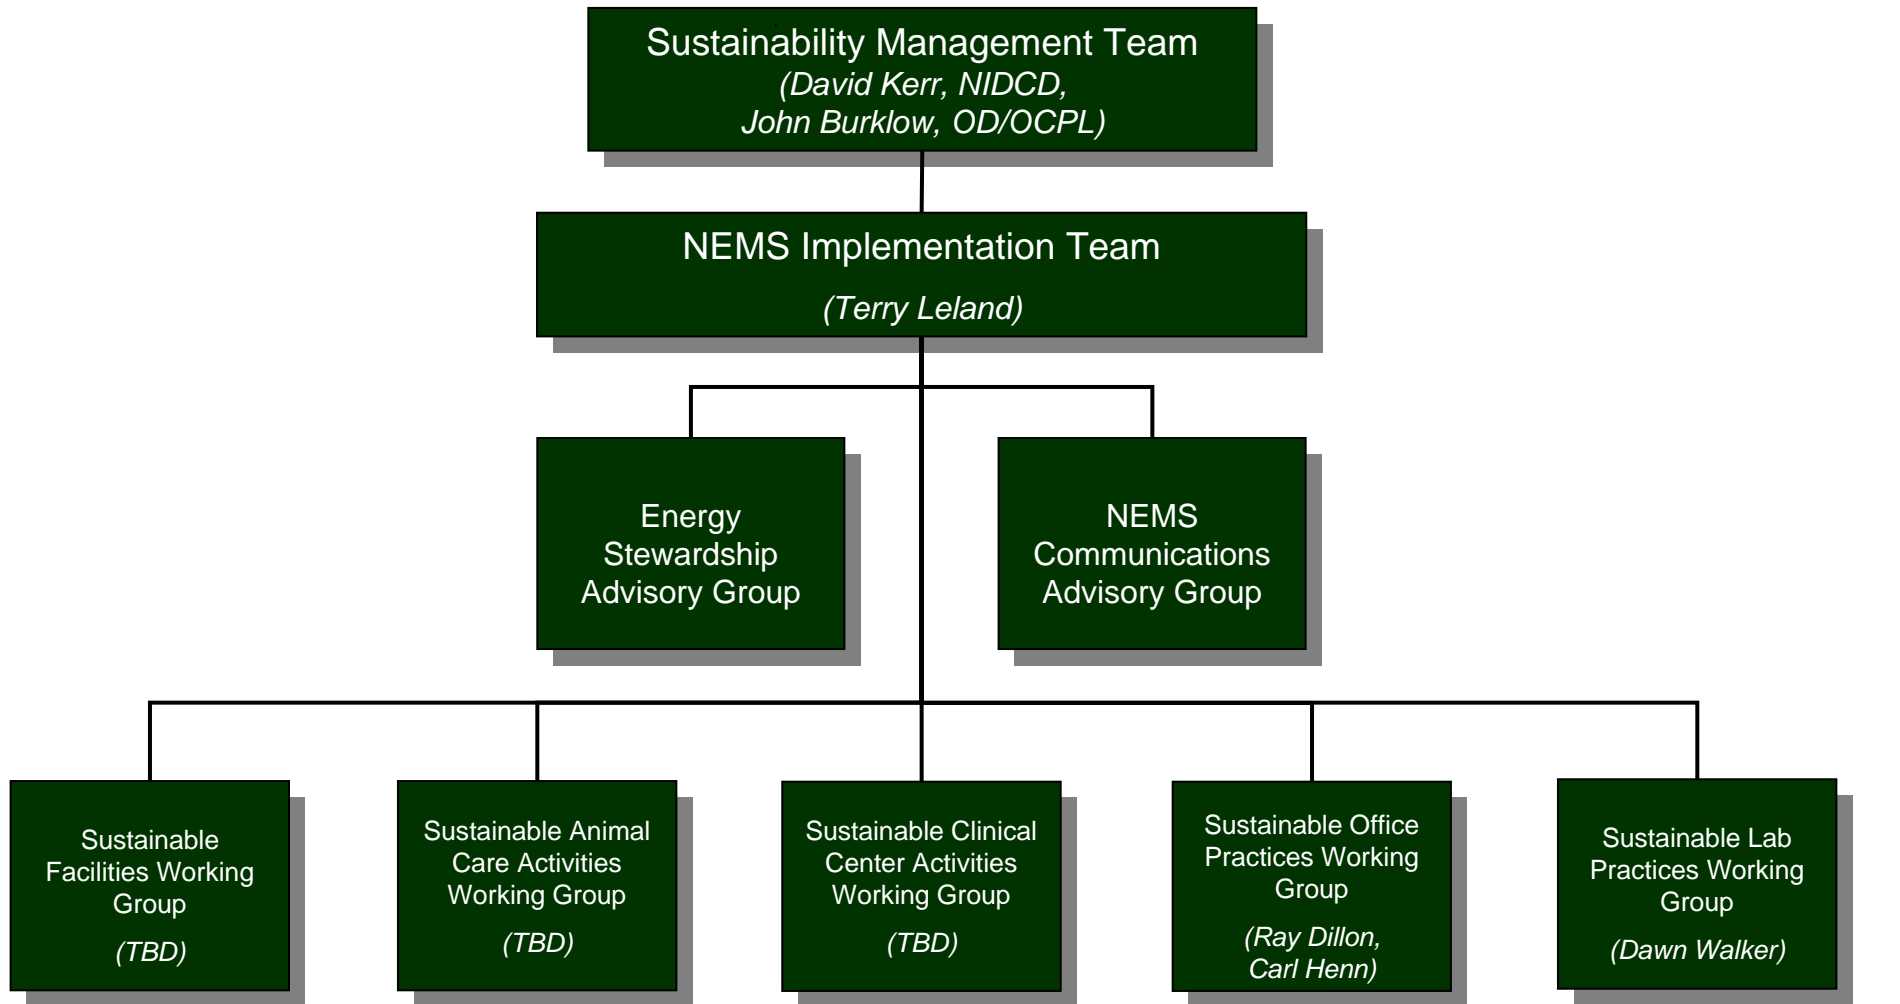 Sustainability Management Team
(David Kerr, NIDCD,
John Burklow, OD/OCPL)
NEMS Implementation Team
(Terry Leland)
Energy
Stewardship
Advisory Group
NEMS
Communications
Advisory Group
Sustainable
Facilities Working
Group
(TBD)
Sustainable Animal
Care Activities
Working Group
(TBD)
Sustainable Clinical
Center Activities
Working Group
(TBD)
Sustainable Office
Practices Working
Group
(Ray Dillon,
Carl Henn)
Sustainable Lab
Practices Working
Group
(Dawn Walker)